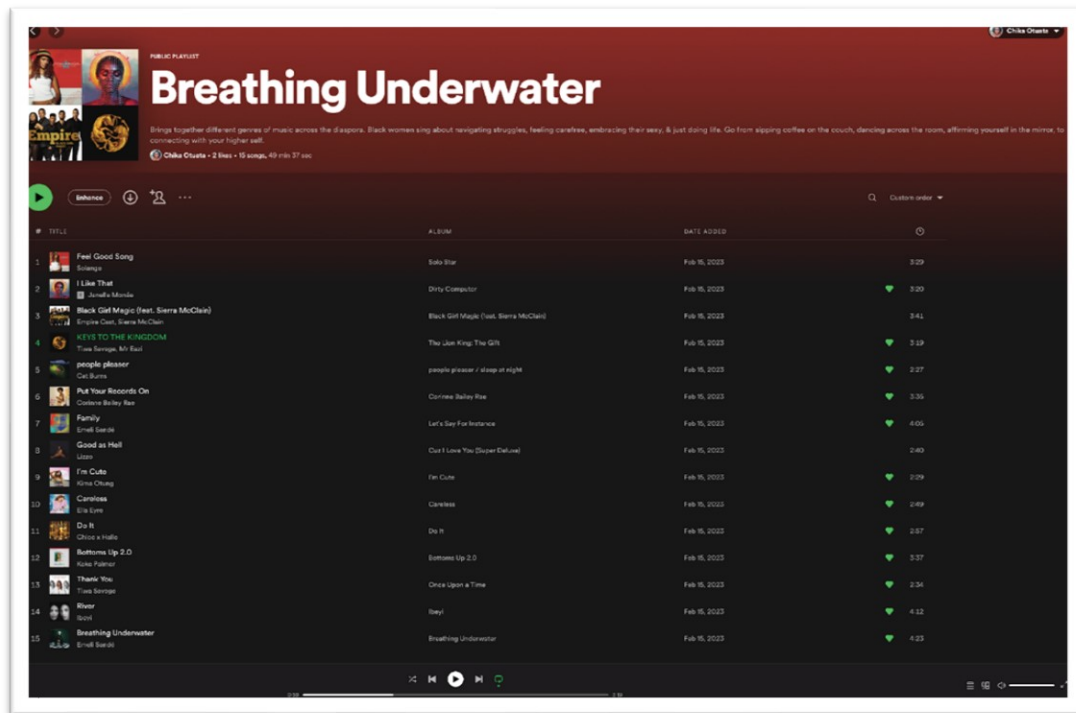 Chika Otuata
PUBLIC PLAYLIST
Breathing Underwater
Brings together different genres of music across the diaspora. Black women sing about navigating struggles, feeling carefree, embracing their sexy, & just doing life. Go from sipping coffee on the couch, dancing across the room, affirming yourself in the mirror, to
connecting with your higher self.
Chika Otuata • 2 likes • 15 songs, 49 min 37 sec
Empire
Enhance
Custom order
# TITLE ALBUM DATE ADDED
1 Feel Good Song Solo Star Feb 15, 2023 3:29
Solange
2 I Like That Dirty Computer Feb 15, 2023 3:20
E Janelle Monáe
3 Black Girl Magic (feat. Sierra McClain) Black Girl Magic (feat. Sierra McClain) Feb 15, 2023 3:41
Empire Cast, Sierra McClain
4 KEYS TO THE KINGDOM The Lion King: The Gift Feb 15, 2023 3:19
Tiwa Savage, Mr Eazi
5 people pleaser people pleaser / sleep at night Feb 15, 2023 2:27
Cat Burns
6 Put Your Records On Corinne Bailey Rae Feb 15, 2023 3:35
Corinne Bailey Rae
7 Family Let's Say For Instance Feb 15, 2023 4:05
Emeli Sandé
8 Good as Hell Cuz I Love You (Super Deluxe) Feb 15, 2023 2:40
Lizzo
9 I'm Cute I'm Cute Feb 15, 2023 2:29
Kima Otung
10 Careless Careless Feb 15, 2023 2:49
Ella Eyre
11 Do It Do It Feb 15, 2023 2:57
Chloe x Halle
12 Bottoms Up 2.0 Bottoms Up 2.0 Feb 15, 2023 3:37
Keke Palmer
13 Thank You Once Upon a Time Feb 15, 2023 2:34
Tiwa Savage
14 River Ibeyi Feb 15, 2023 4:12
Ibeyi
15 Breathing Underwater Breathing Underwater Feb 15, 2023 4:23
Emeli Sandé